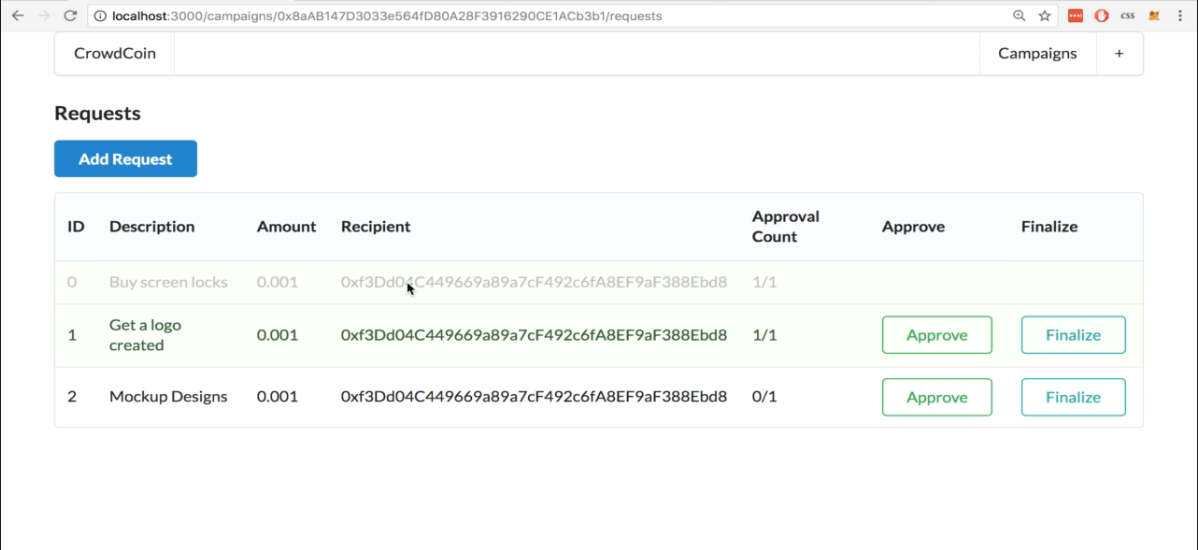 localhost:3000/campaigns/0x8aAB147D3033e564fD80A28F3916290CE1ACb3b1/requests
css
CrowdCoin
Campaigns
+
Requests
Add Request
ID Description Amount Recipient Approval Count Approve Finalize
0 Buy screen locks 0.001 0xf3Dd04C449669a89a7cF492c6fA8EF9aF388Ebd8 1/1
1 Get a logo created 0.001 0xf3Dd04C449669a89a7cF492c6fA8EF9aF388Ebd8 1/1 Approve Finalize
2 Mockup Designs 0.001 0xf3Dd04C449669a89a7cF492c6fA8EF9aF388Ebd8 0/1 Approve Finalize